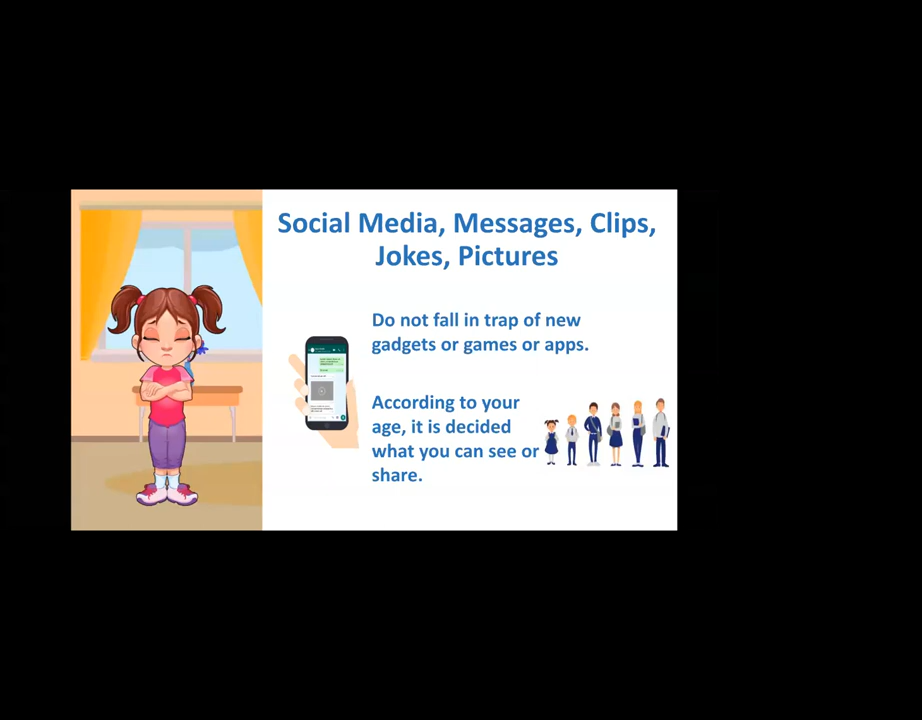 Social Media, Messages, Clips,
Jokes, Pictures
Do not fall in trap of new
gadgets or games or apps.
According to your
age, it is decided
what you can see or
share.